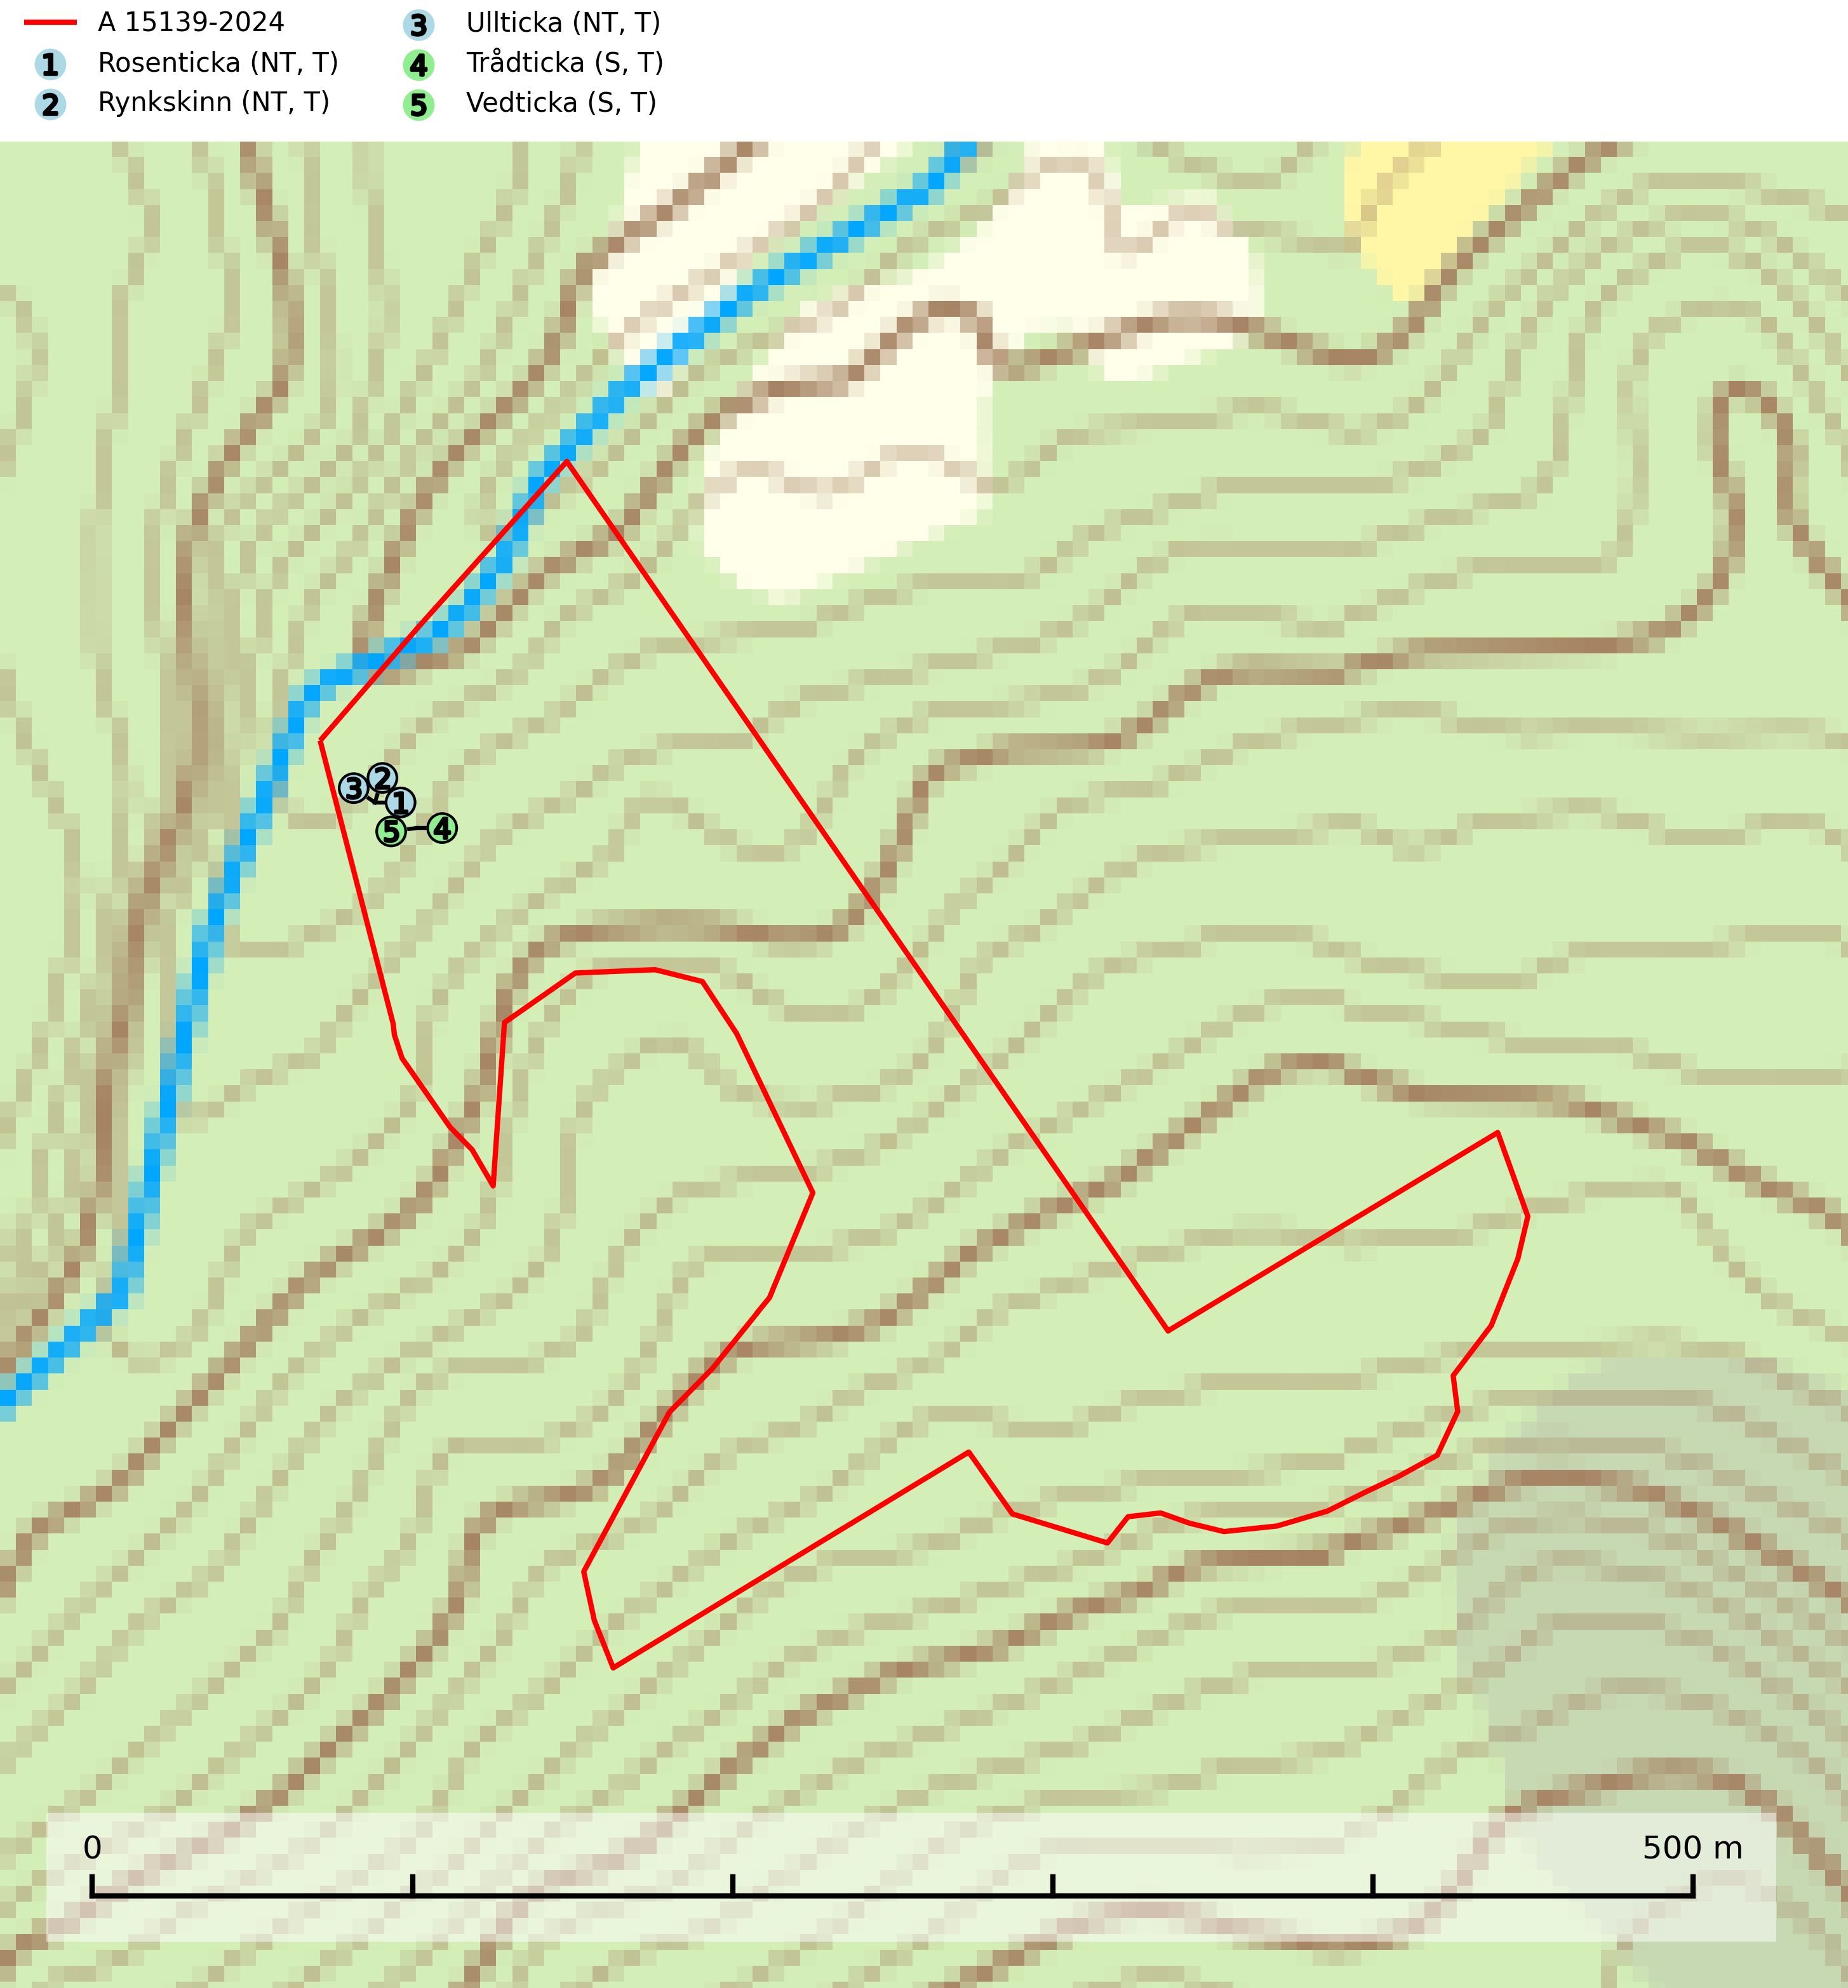 A 15139-2024
1 Rosenticka (NT, T)
2 Rynkskinn (NT, T)
3 Ullticka (NT, T)
4 Trådticka (S, T)
5 Vedticka (S, T)
3 2
1
5 4
0 500 m